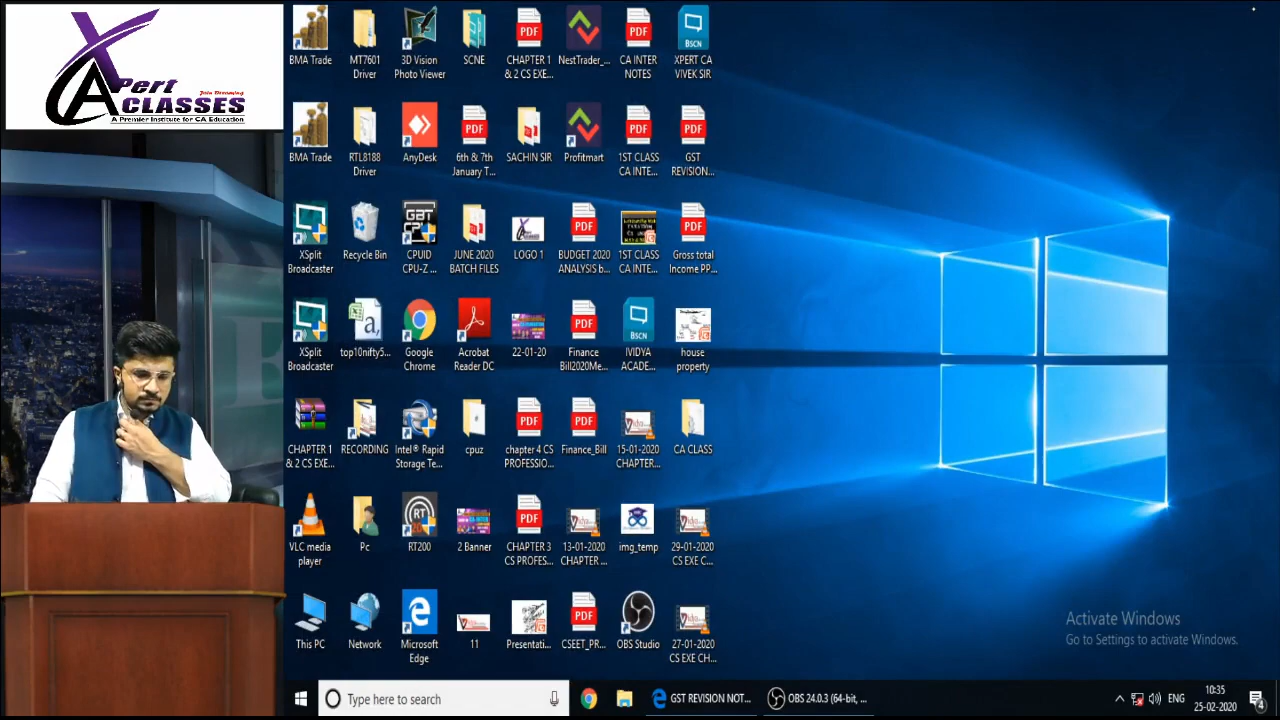 XPert
Join Xcoming
CA CLASSES
A Premier Institute for CA Education
BMA Trade
MT7601
Driver
3D Vision
Photo Viewer
SCNE
CHAPTER 1
& 2 CS EXE...
NestTrader_...
CA INTER
NOTES
XPERT CA
VIVEK SIR
BMA Trade
RTL8188
Driver
AnyDesk
6th & 7th
January T...
SACHIN SIR
Profitmart
1ST CLASS
CA INTE...
GST
REVISION...
XSplit
Broadcaster
Recycle Bin
CPUID
CPU-Z ...
JUNE 2020
BATCH FILES
LOGO 1
BUDGET 2020
ANALYSIS b...
1ST CLASS
CA INTE...
Gross total
Income PP...
XSplit
Broadcaster
top10nifty5...
Google
Chrome
Acrobat
Reader DC
22-01-20
Finance
Bill2020Me...
IVIDYA
ACADE...
house
property
CHAPTER 1
& 2 CS EXE...
RECORDING
Intel® Rapid
Storage Te...
cpuz
chapter 4 CS
PROFESSIO...
Finance_Bill
15-01-2020
CHAPTER...
CA CLASS
VLC media
player
Pc
RT200
2 Banner
CHAPTER 3
CS PROFES...
13-01-2020
CHAPTER ...
img_temp
29-01-2020
CS EXE C...
This PC
Network
Microsoft
Edge
11
Presentati...
CSEET_PR...
OBS Studio
27-01-2020
CS EXE CH...
Activate Windows
Go to Settings to activate Windows.
Type here to search
GST REVISION NOT...
OBS 24.0.3 (64-bit, ...
ENG
10:35
25-02-2020